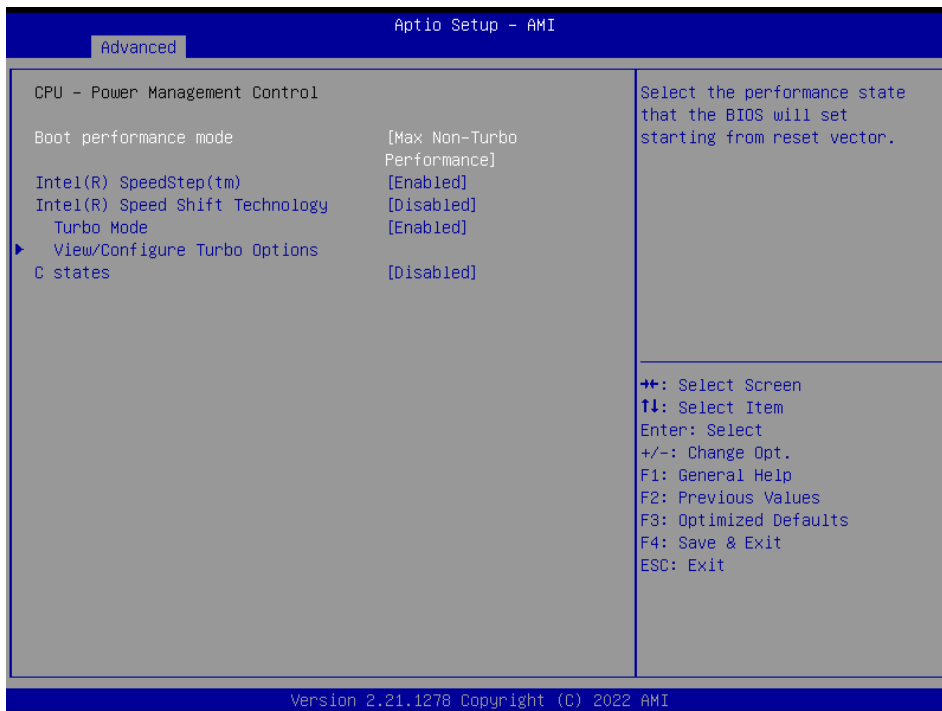 Aptio Setup – AMI
Advanced
CPU – Power Management Control
Boot performance mode [Max Non-Turbo
Performance]
Intel(R) SpeedStep(tm) [Enabled]
Intel(R) Speed Shift Technology [Disabled]
Turbo Mode [Enabled]
View/Configure Turbo Options
C states [Disabled]
Select the performance state
that the BIOS will set
starting from reset vector.
→←: Select Screen
↑↓: Select Item
Enter: Select
+/-: Change Opt.
F1: General Help
F2: Previous Values
F3: Optimized Defaults
F4: Save & Exit
ESC: Exit
Version 2.21.1278 Copyright (C) 2022 AMI